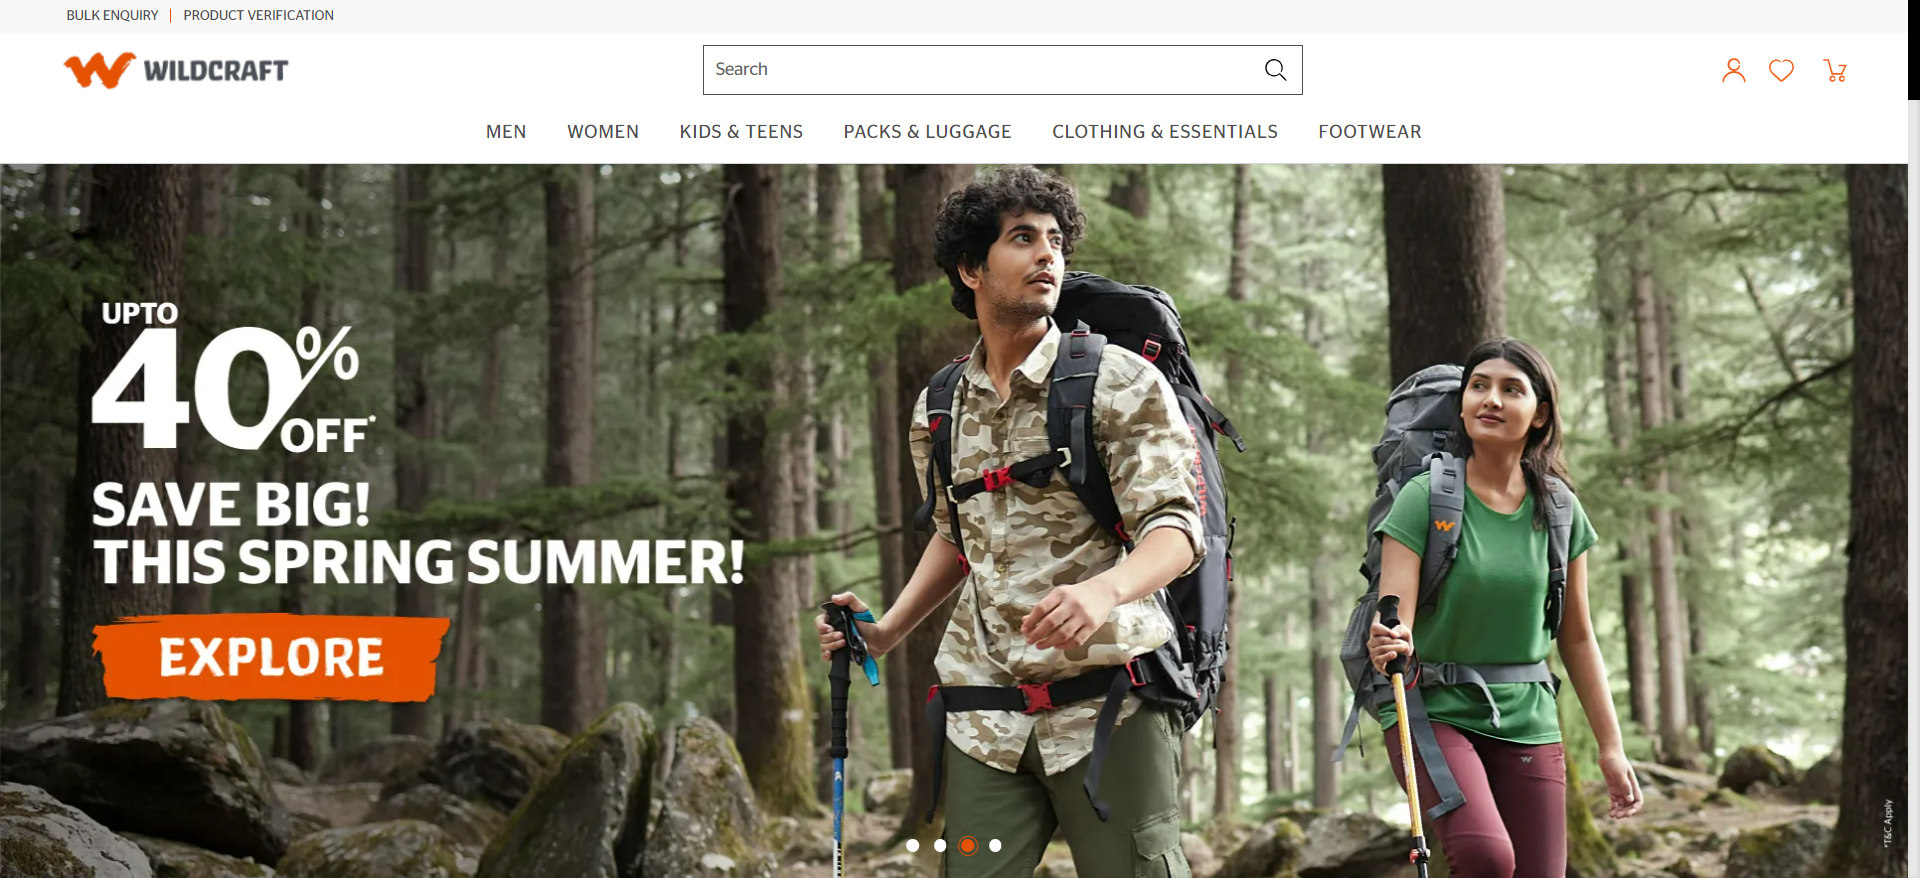 BULK ENQUIRY | PRODUCT VERIFICATION
WILDCRAFT
Search
MEN WOMEN KIDS & TEENS PACKS & LUGGAGE CLOTHING & ESSENTIALS FOOTWEAR
UPTO
40%
OFF*
SAVE BIG!
THIS SPRING SUMMER!
EXPLORE
*T&C Apply